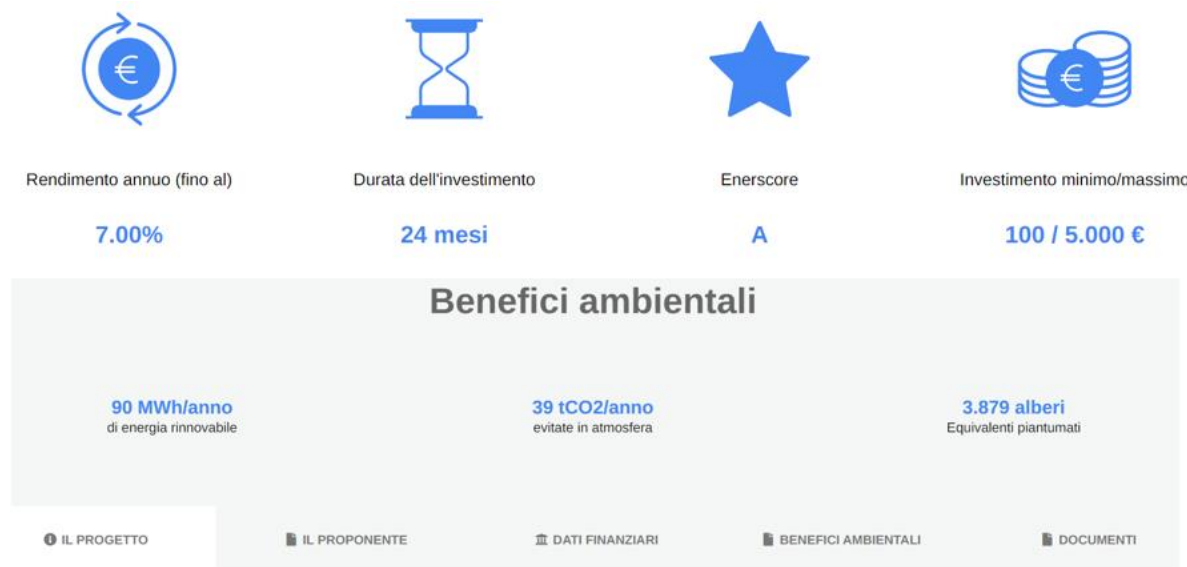 €
€
Rendimento annuo (fino al)
Durata dell'investimento
Enerscore
Investimento minimo/massimo
7.00%
24 mesi
A
100 / 5.000 €
Benefici ambientali
90 MWh/anno
di energia rinnovabile
39 tCO2/anno
evitate in atmosfera
3.879 alberi
Equivalenti piantumati
IL PROGETTO
IL PROPONENTE
DATI FINANZIARI
BENEFICI AMBIENTALI
DOCUMENTI